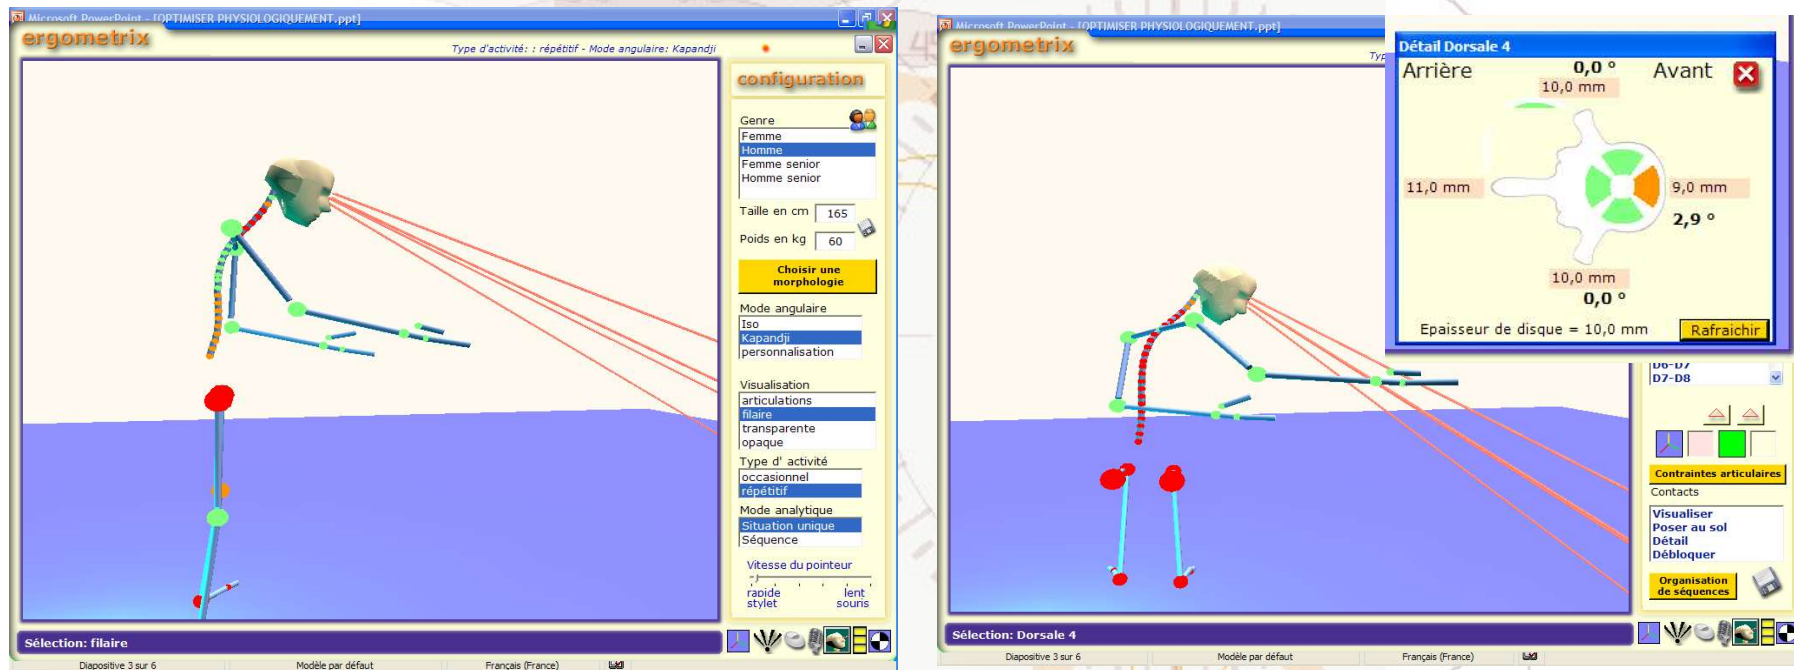 Microsoft PowerPoint - [OPTIMISER PHYSIOLOGIQUEMENT.ppt]
ergometrix
Type d'activité: : répétitif - Mode angulaire: Kapandji
configuration
Genre
Femme
Homme
Femme senior
Homme senior
Taille en cm 165
Poids en kg 60
Choisir une
morphologie
Mode angulaire
Iso
Kapandji
personnalisation
Visualisation
articulations
filaire
transparente
opaque
Type d' activité
occasionnel
répétitif
Mode analytique
Situation unique
Séquence
Vitesse du pointeur
rapide lent
stylet souris
Sélection: filaire
Diapositive 3 sur 6 Modèle par défaut Français (France)
Microsoft PowerPoint - [OPTIMISER PHYSIOLOGIQUEMENT.ppt]
ergometrix
Typ
Détail Dorsale 4
Arrière 0,0 ° Avant
10,0 mm
11,0 mm 9,0 mm
2,9 °
10,0 mm
0,0 °
Epaisseur de disque = 10,0 mm Rafraichir
D6-D7
D7-D8
Contraintes articulaires
Contacts
Visualiser
Poser au sol
Détail
Débloquer
Organisation
de séquences
Sélection: Dorsale 4
Diapositive 3 sur 6 Modèle par défaut Français (France)